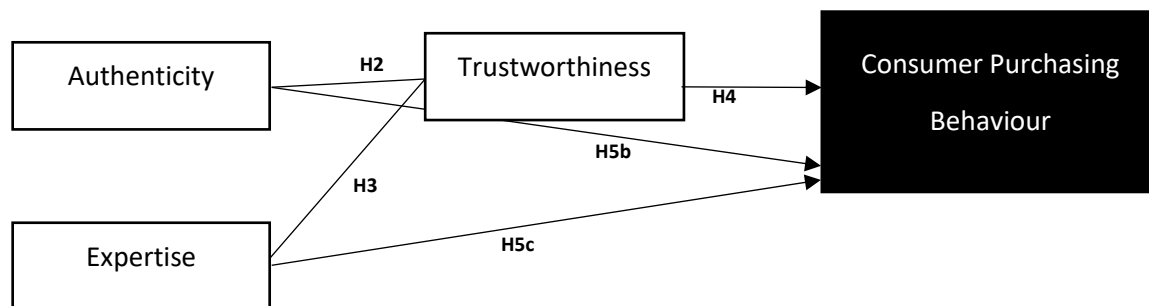 Authenticity
H2
Trustworthiness
H4
Consumer Purchasing
Behaviour
H5b
H3
Expertise
H5c